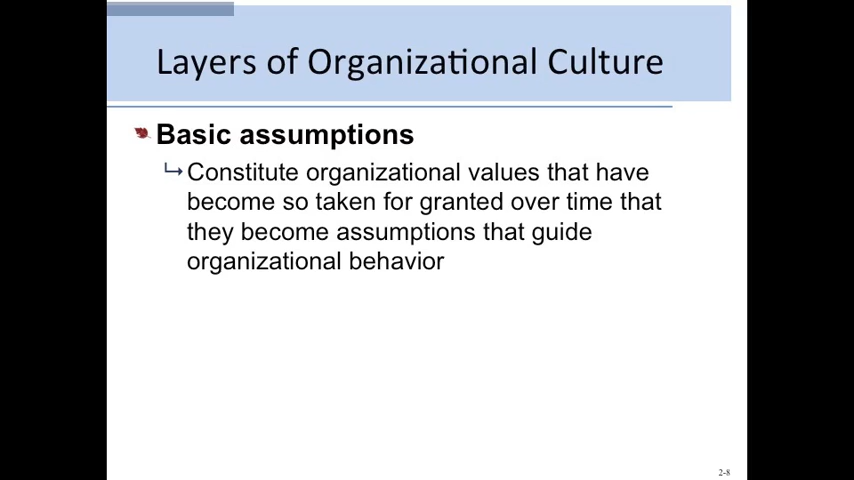 Layers of Organizational Culture
Basic assumptions
Constitute organizational values that have
become so taken for granted over time that
they become assumptions that guide
organizational behavior
2-8